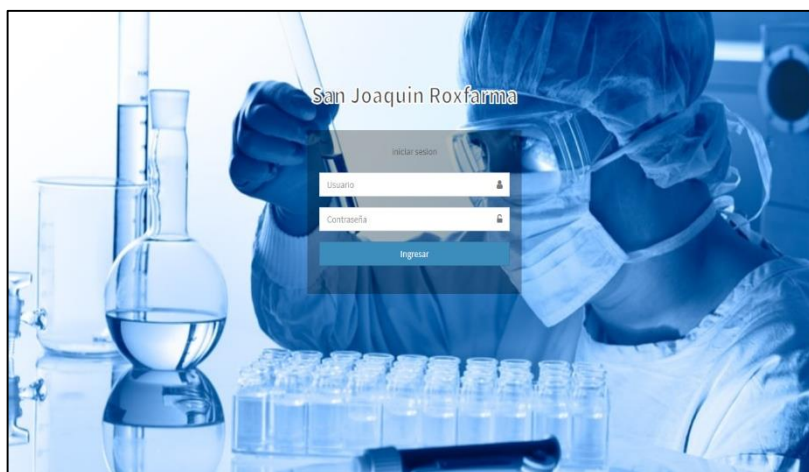 San Joaquin Roxfarma
Iniciar sesion
Usuario
Contraseña
Ingresar